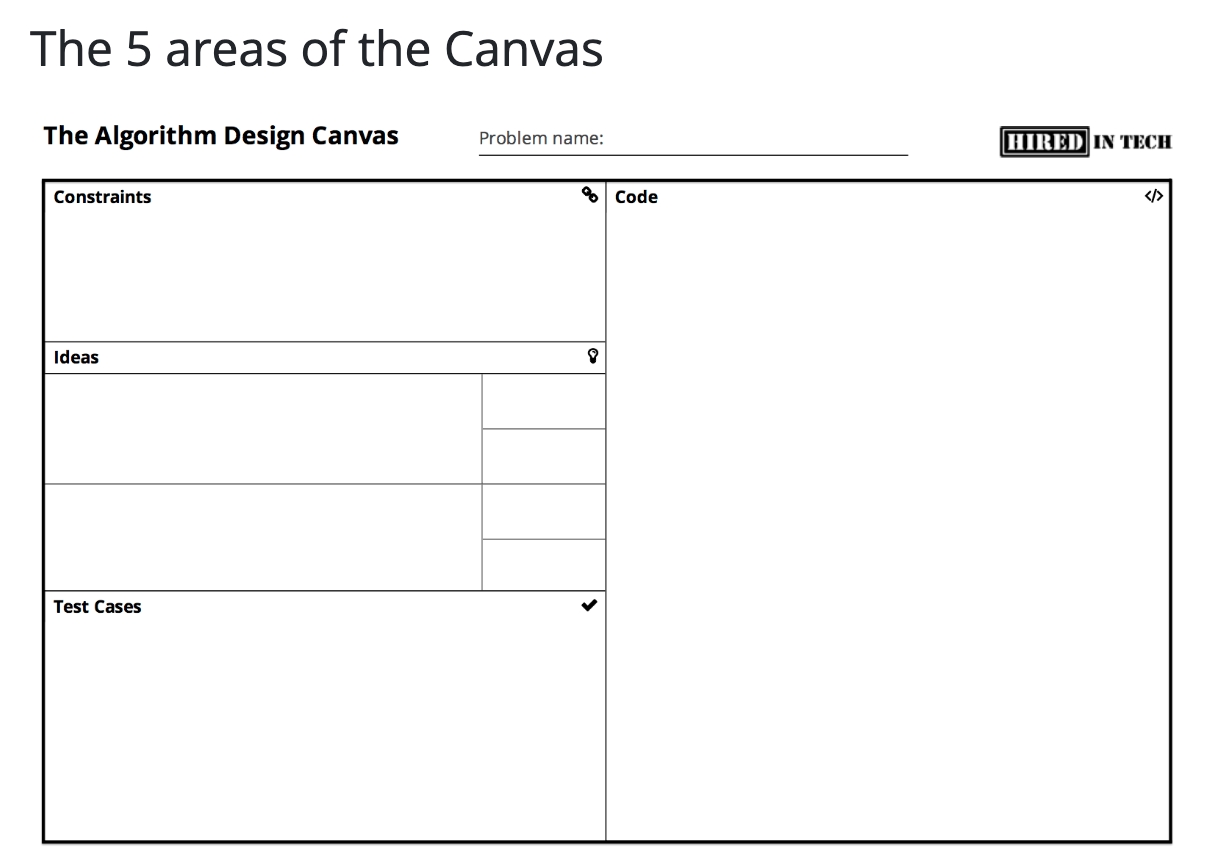 The 5 areas of the Canvas
The Algorithm Design Canvas
Problem name:
HIRED IN TECH
Constraints
Code
</>
Ideas
Test Cases